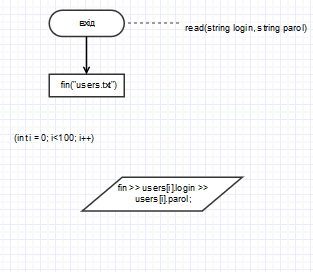 вхід
read(string login, string parol)
fin("users.txt")
(int i = 0; i<100; i++)
fin >> users[i].login >>
users[i].parol;